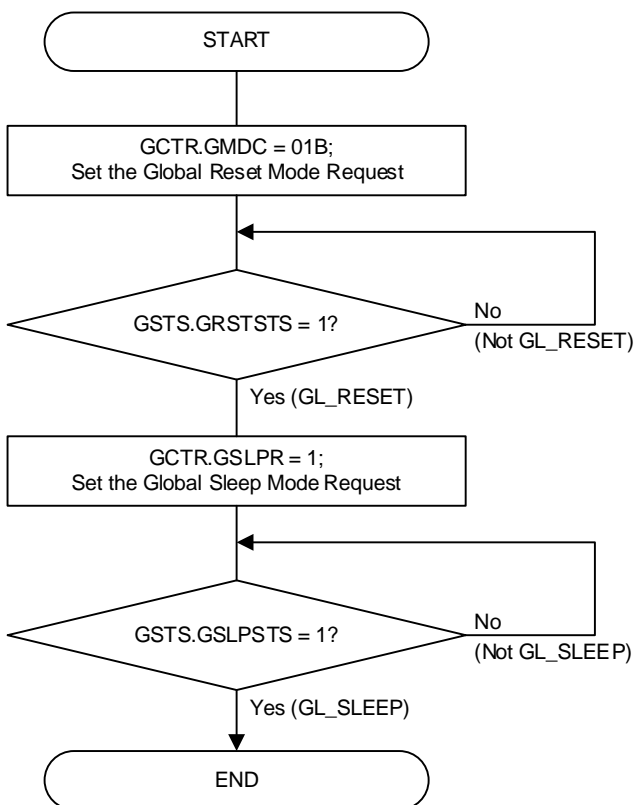 START
GCTR.GMDC = 01B;
Set the Global Reset Mode Request
GSTS.GRSTSTS = 1?
No
(Not GL_RESET)
Yes (GL_RESET)
GCTR.GSLPR = 1;
Set the Global Sleep Mode Request
GSTS.GSLPSTS = 1?
No
(Not GL_SLEEP)
Yes (GL_SLEEP)
END